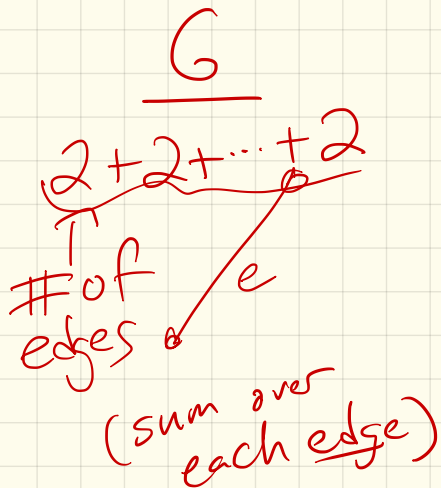 G
2+2+...+2
# of
edges
e
(sum over
each edge)